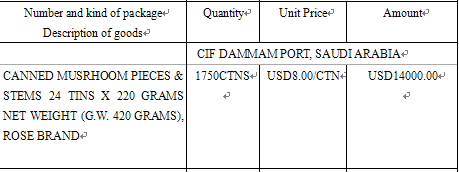 Number and kind of package Quantity Unit Price Amount
Description of goods
CIF DAMMAM PORT, SAUDI ARABIA
CANNED MUSRHOOM PIECES & 1750CTNS USD8.00/CTN USD14000.00
STEMS 24 TINS X 220 GRAMS
NET WEIGHT (G.W. 420 GRAMS),
ROSE BRAND